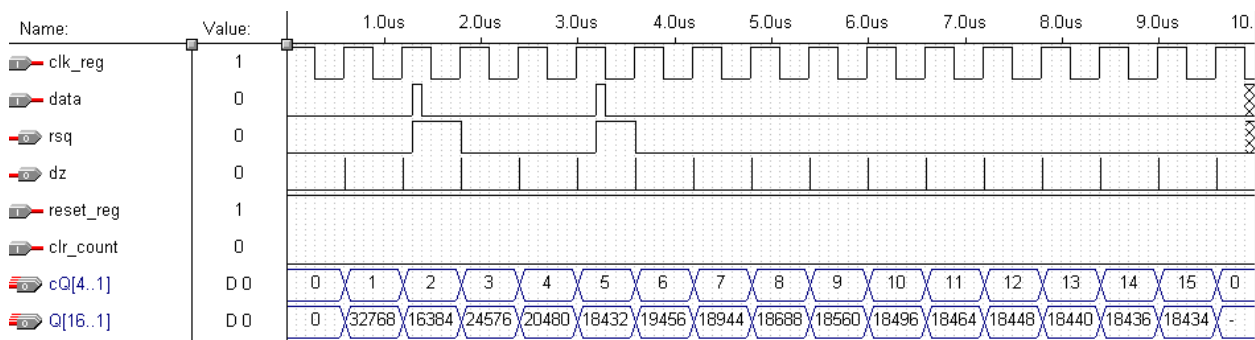 Name: Value: 1.0us 2.0us 3.0us 4.0us 5.0us 6.0us 7.0us 8.0us 9.0us 10.
clk_reg 1
data 0
rsq 0
dz 0
reset_reg 1
clr_count 0
cQ[4..1] D 0 0 1 2 3 4 5 6 7 8 9 10 11 12 13 14 15 0
Q[16..1] D 0 0 32768 16384 24576 20480 18432 19456 18944 18688 18560 18496 18464 18448 18440 18436 18434 -